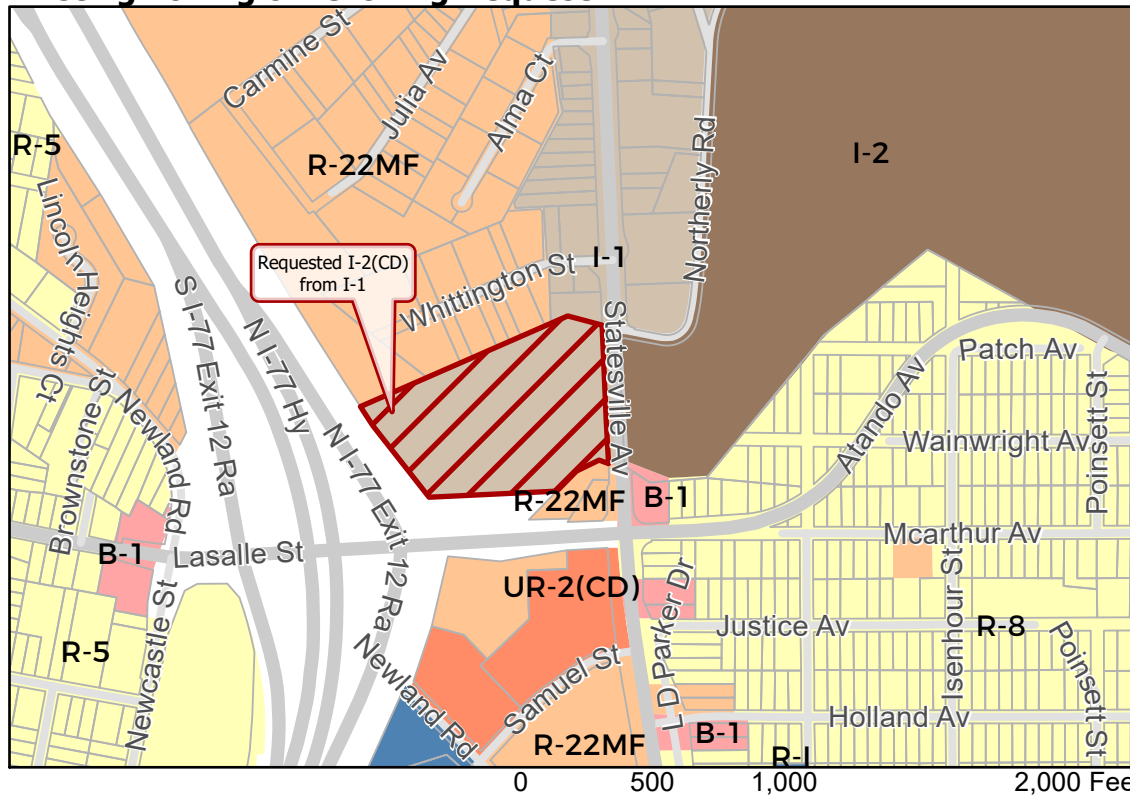 Carmine St
Julia Av
Alma Ct
R-5
R-22MF
I-2
Northerly Rd
Lincoln Heights Ct
Requested I-2(CD)
from I-1
Whittington St
I-1
S I-77 Exit 12 Ra
N I-77 Hy
Statesville Av
Patch Av
Atando Av
Poinsett St
Wainwright Av
Brownstone St
Newland Rd
N I-77 Exit 12 Ra
R-22MF
B-1
Mcarthur Av
B-1
Lasalle St
UR-2(CD)
L D Parker Dr
Isenhour St
R-5
Newcastle St
Justice Av
R-8
Poinsett St
Newland Rd
Samuel St
R-22MF
B-1
Holland Av
0 500 1,000 2,000 Fee